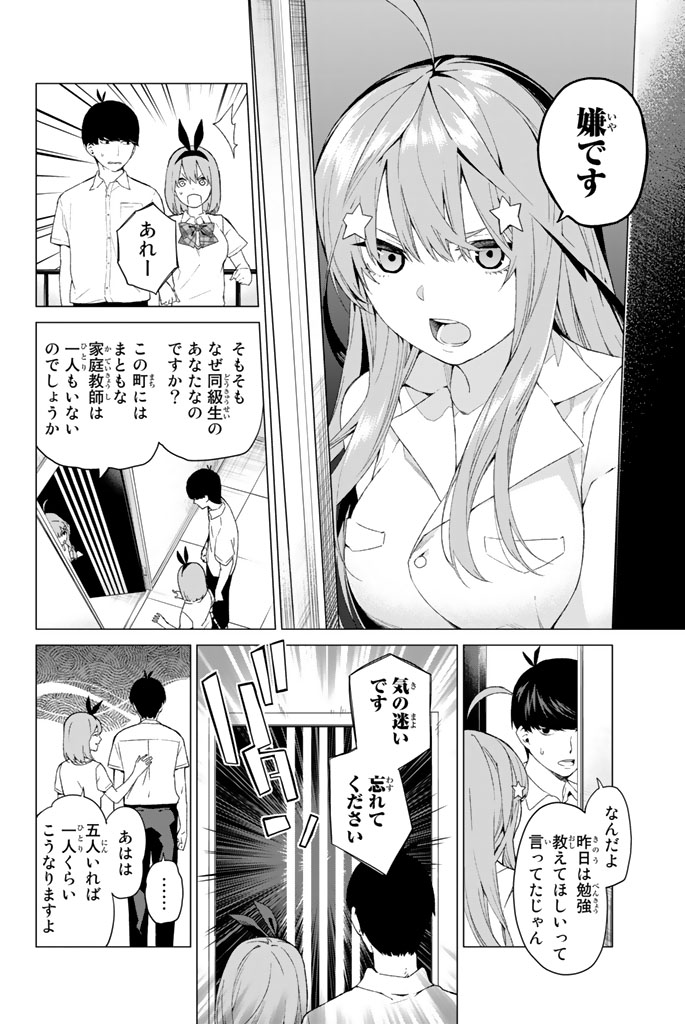 嫌です
あれー
そもそも
なぜ同級生の
あなたなの
ですか？
この町には
まともな
家庭教師は
一人もいない
のでしょうか
なんだよ
昨日は勉強
教えてほしいって
言ってたじゃん
気の迷い
です
忘れて
ください
ガガガ
……
あはは
五人いれば
一人くらい
こうなりますよ